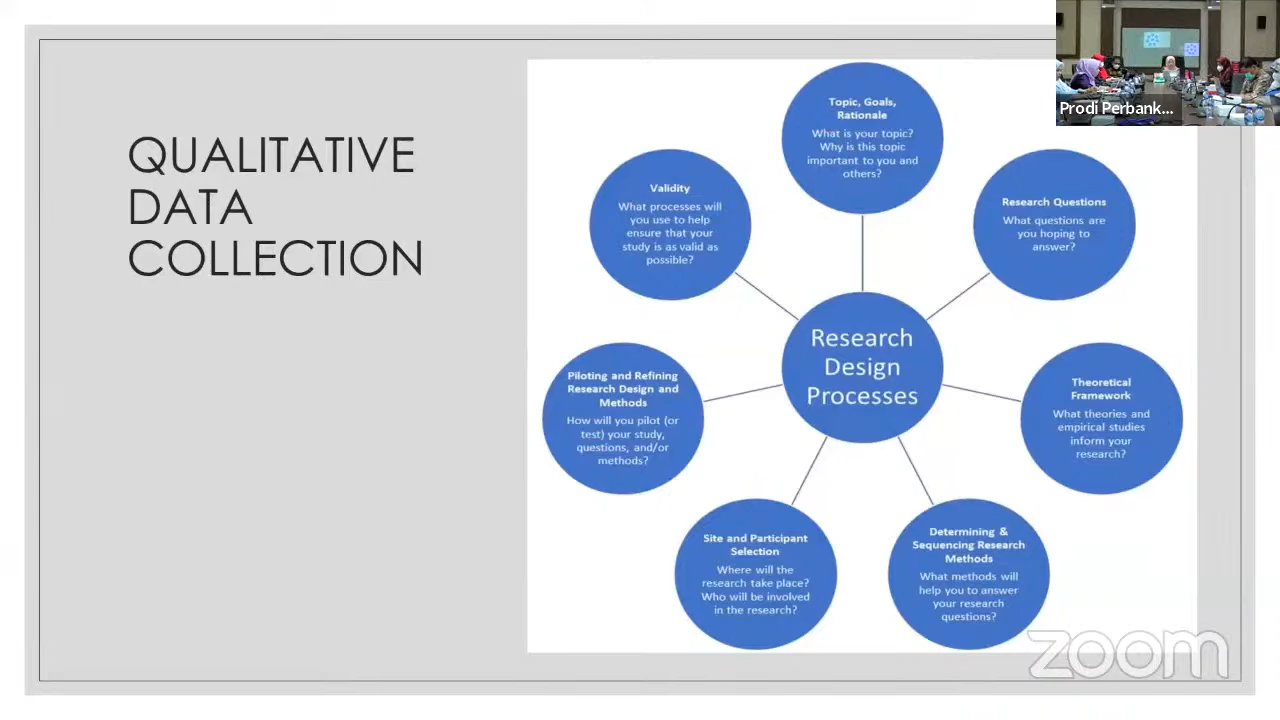 QUALITATIVE
DATA
COLLECTION
Topic, Goals,
Rationale
What is your topic?
Why is this topic
important to you and
others?
Research Questions
What questions are
you hoping to
answer?
Theoretical
Framework
What theories and
empirical studies
inform your
research?
Determining &
Sequencing Research
Methods
What methods will
help you to answer
your research
questions?
Site and Participant
Selection
Where will the
research take place?
Who will be involved
in the research?
Piloting and Refining
Research Design and
Methods
How will you pilot (or
test) your study,
questions, and/or
methods?
Validity
What processes will
you use to help
ensure that your
study is as valid as
possible?
Research
Design
Processes
Prodi Perbank...
zoom